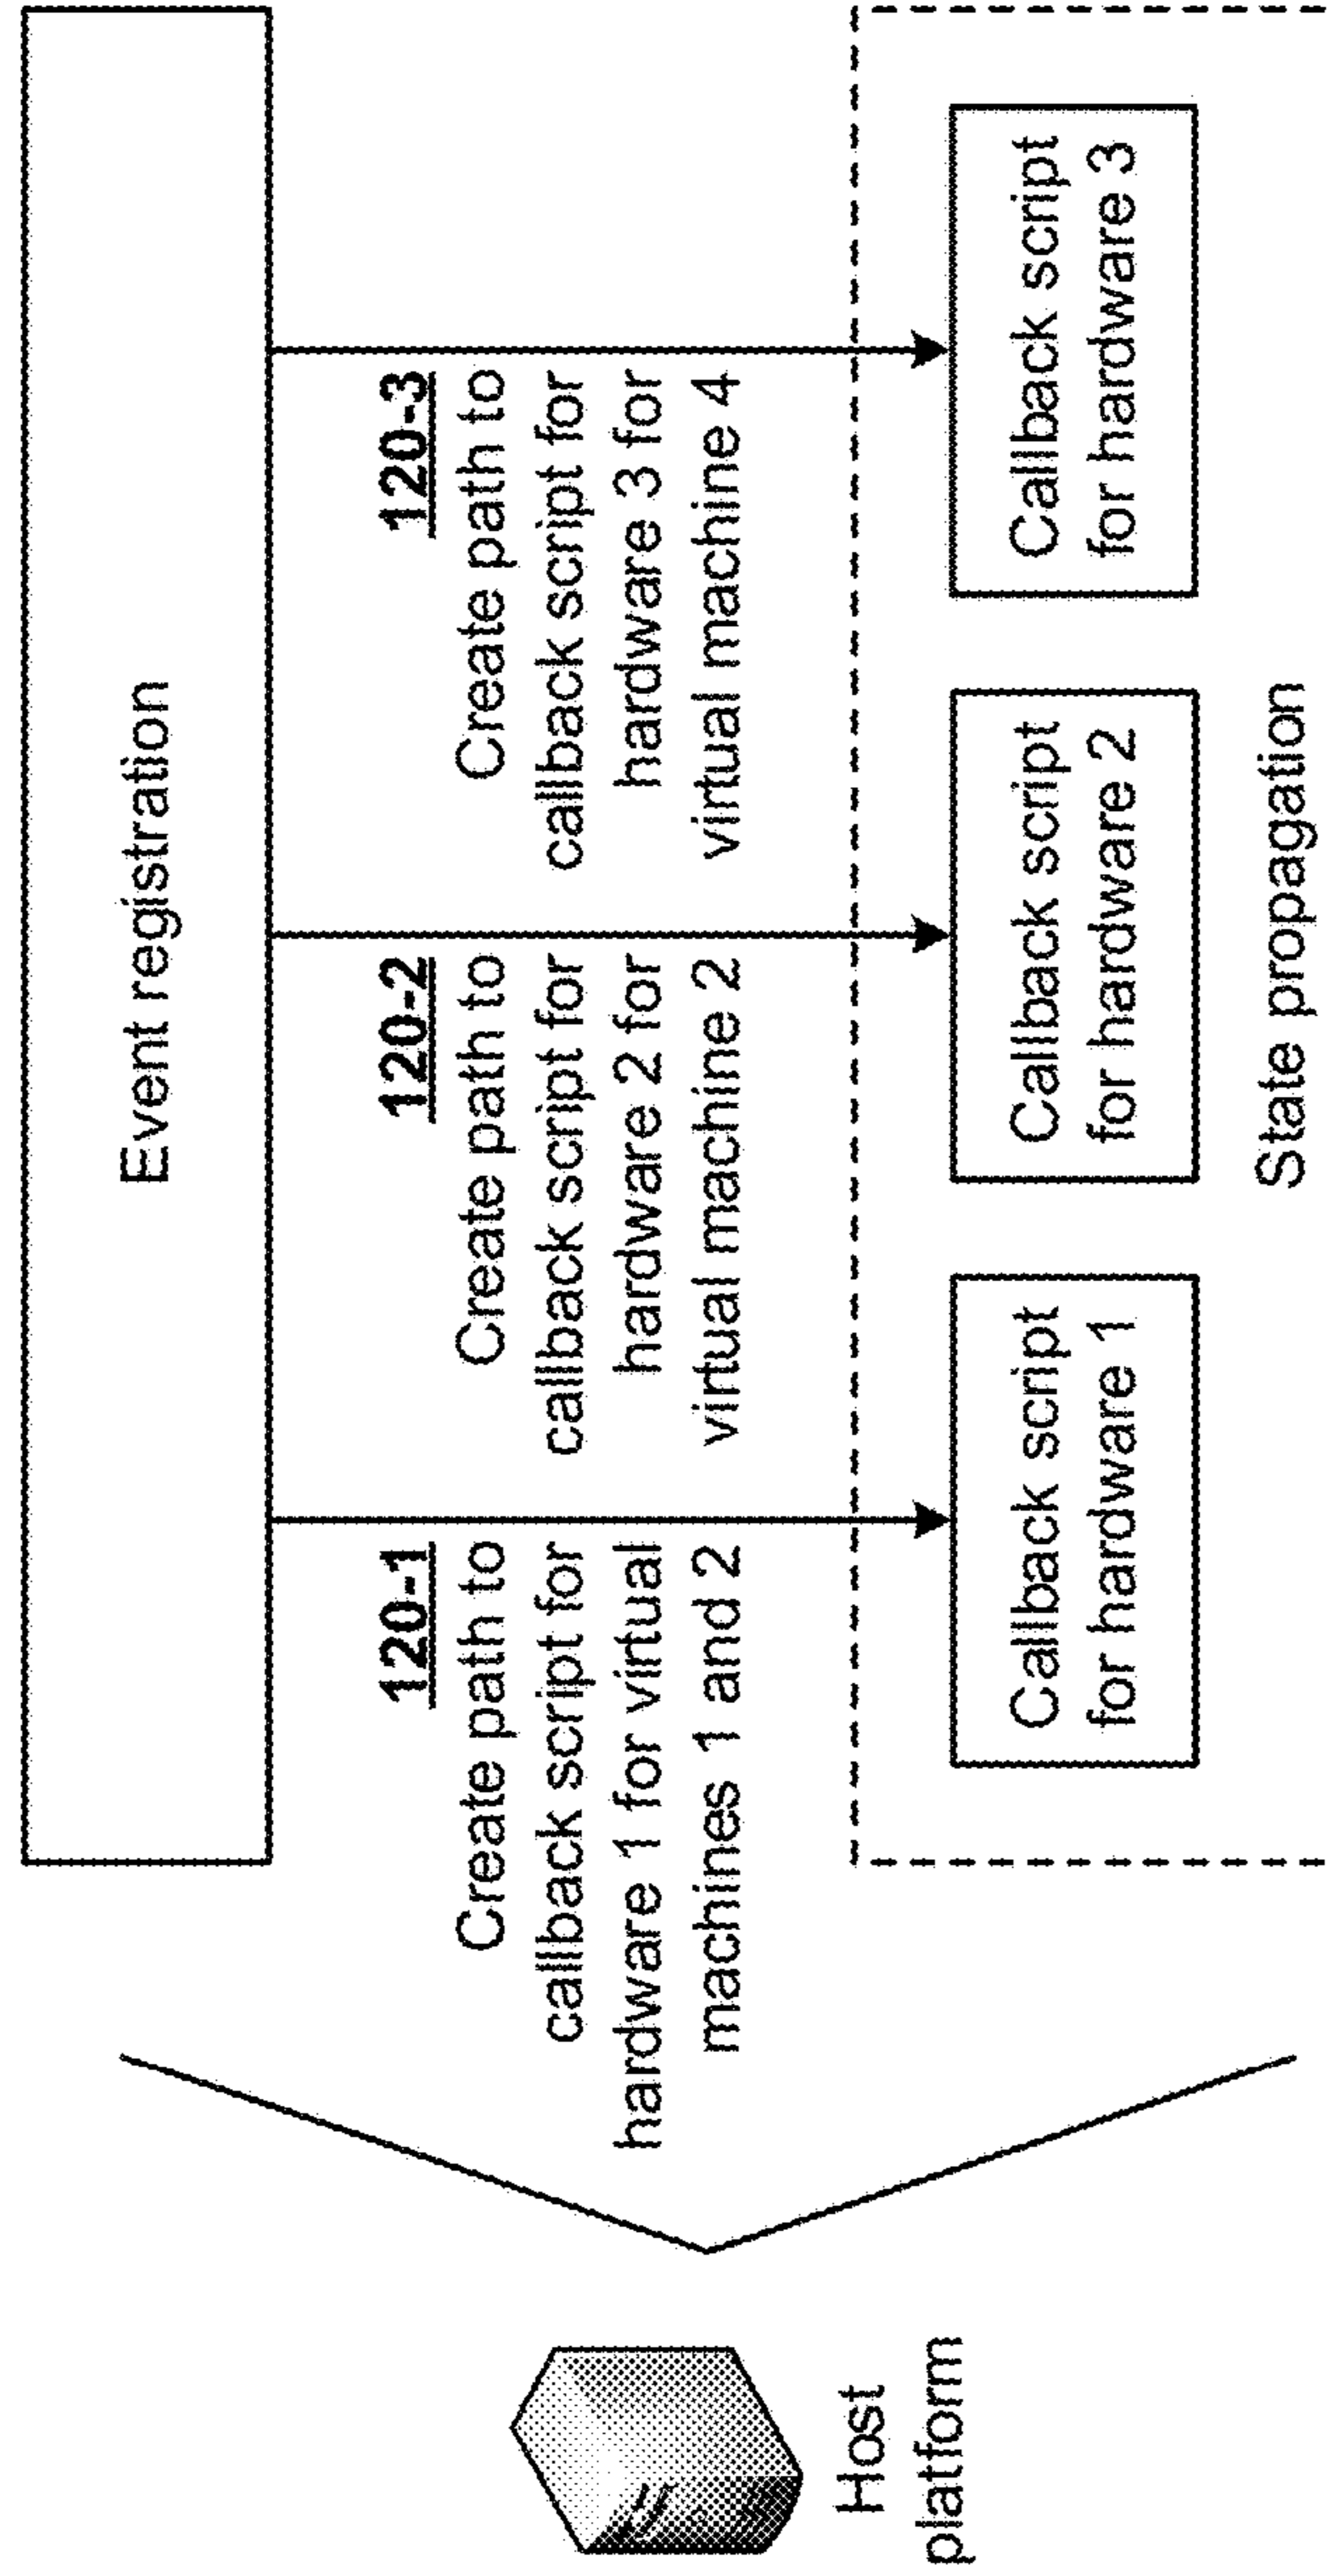 Event registration
120-1
Create path to
callback script for
hardware 1 for virtual
machines 1 and 2
120-2
Create path to
callback script for
hardware 2 for
virtual machine 2
120-3
Create path to
callback script for
hardware 3 for
virtual machine 4
Host
platform
Callback script
for hardware 1
Callback script
for hardware 2
Callback script
for hardware 3
State propagation